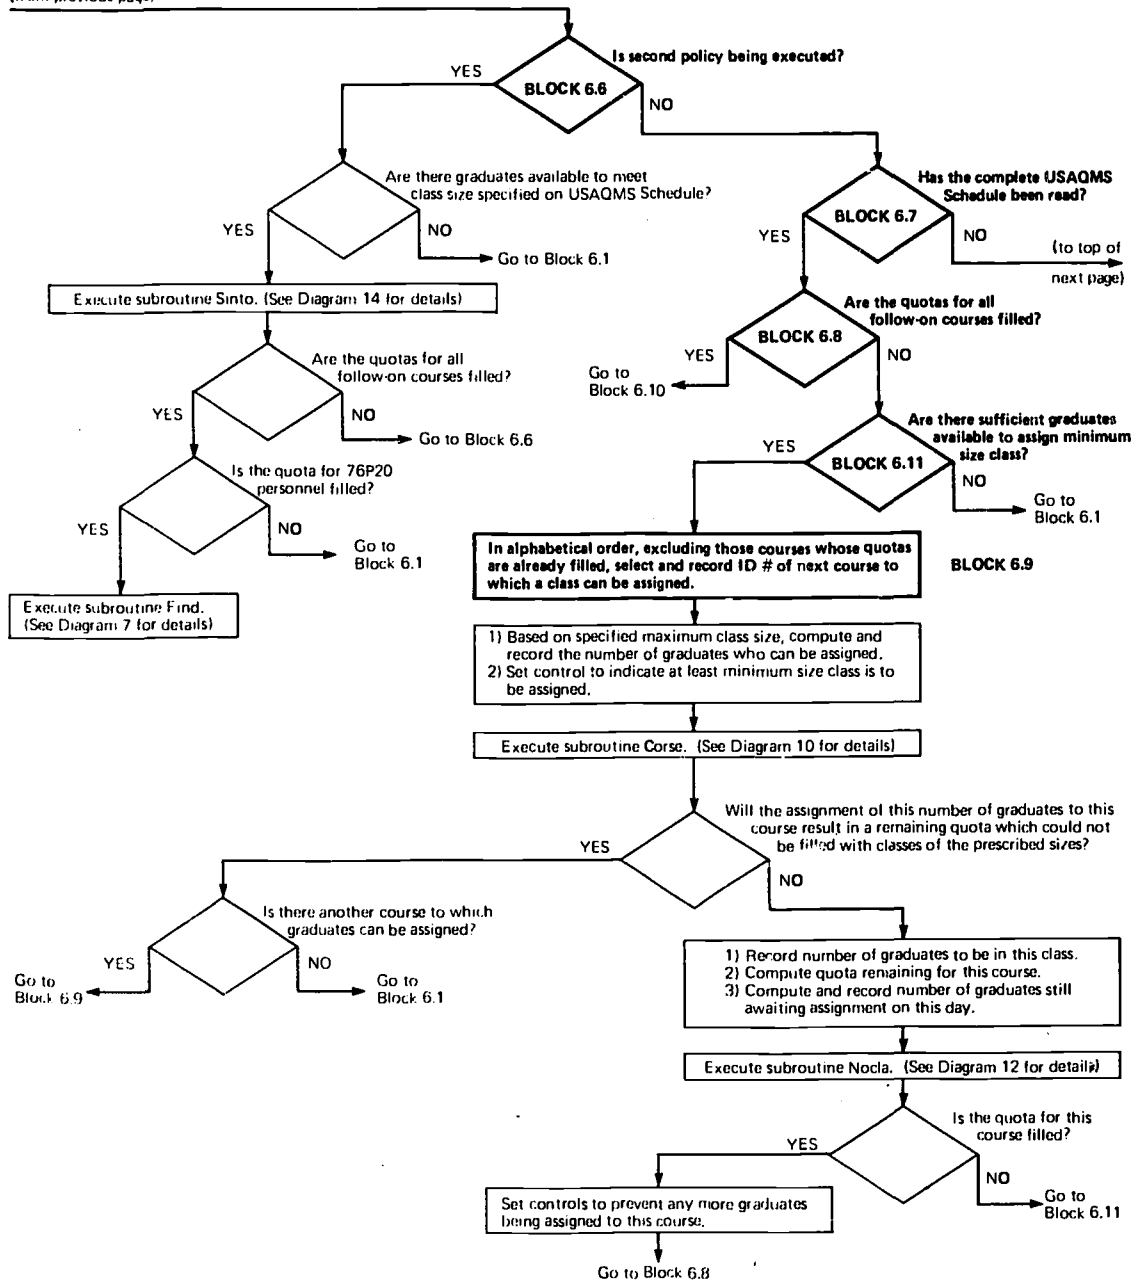 Is second policy being executed?
YES
BLOCK 6.6
NO
Are there graduates available to meet
class size specified on USAQMS Schedule?
YES
NO
Go to Block 6.1
Has the complete USAQMS
Schedule been read?
BLOCK 6.7
YES
NO
(to top of
next page)
Execute subroutine Sinto. (See Diagram 14 for details)
Are the quotas for all
follow-on courses filled?
BLOCK 6.8
YES
NO
Go to
Block 6.10
Are the quotas for all
follow-on courses filled?
YES
NO
Go to Block 6.6
Are there sufficient graduates
available to assign minimum
size class?
YES
BLOCK 6.11
NO
Go to
Block 6.1
Is the quota for 76P20
personnel filled?
YES
NO
Go to
Block 6.1
Execute subroutine Find.
(See Diagram 7 for details)
In alphabetical order, excluding those courses whose quotas
are already filled, select and record ID # of next course to
which a class can be assigned.
BLOCK 6.9
1) Based on specified maximum class size, compute and
record the number of graduates who can be assigned.
2) Set control to indicate at least minimum size class is to
be assigned.
Execute subroutine Corse. (See Diagram 10 for details)
Will the assignment of this number of graduates to this
course result in a remaining quota which could not
be filled with classes of the prescribed sizes?
YES
NO
Is there another course to which
graduates can be assigned?
YES
NO
Go to
Block 6.9
Go to
Block 6.1
1) Record number of graduates to be in this class.
2) Compute quota remaining for this course.
3) Compute and record number of graduates still
awaiting assignment on this day.
Execute subroutine Nocla. (See Diagram 12 for details)
Is the quota for this
course filled?
YES
NO
Go to
Block 6.11
Set controls to prevent any more graduates
being assigned to this course.
Go to Block 6.8